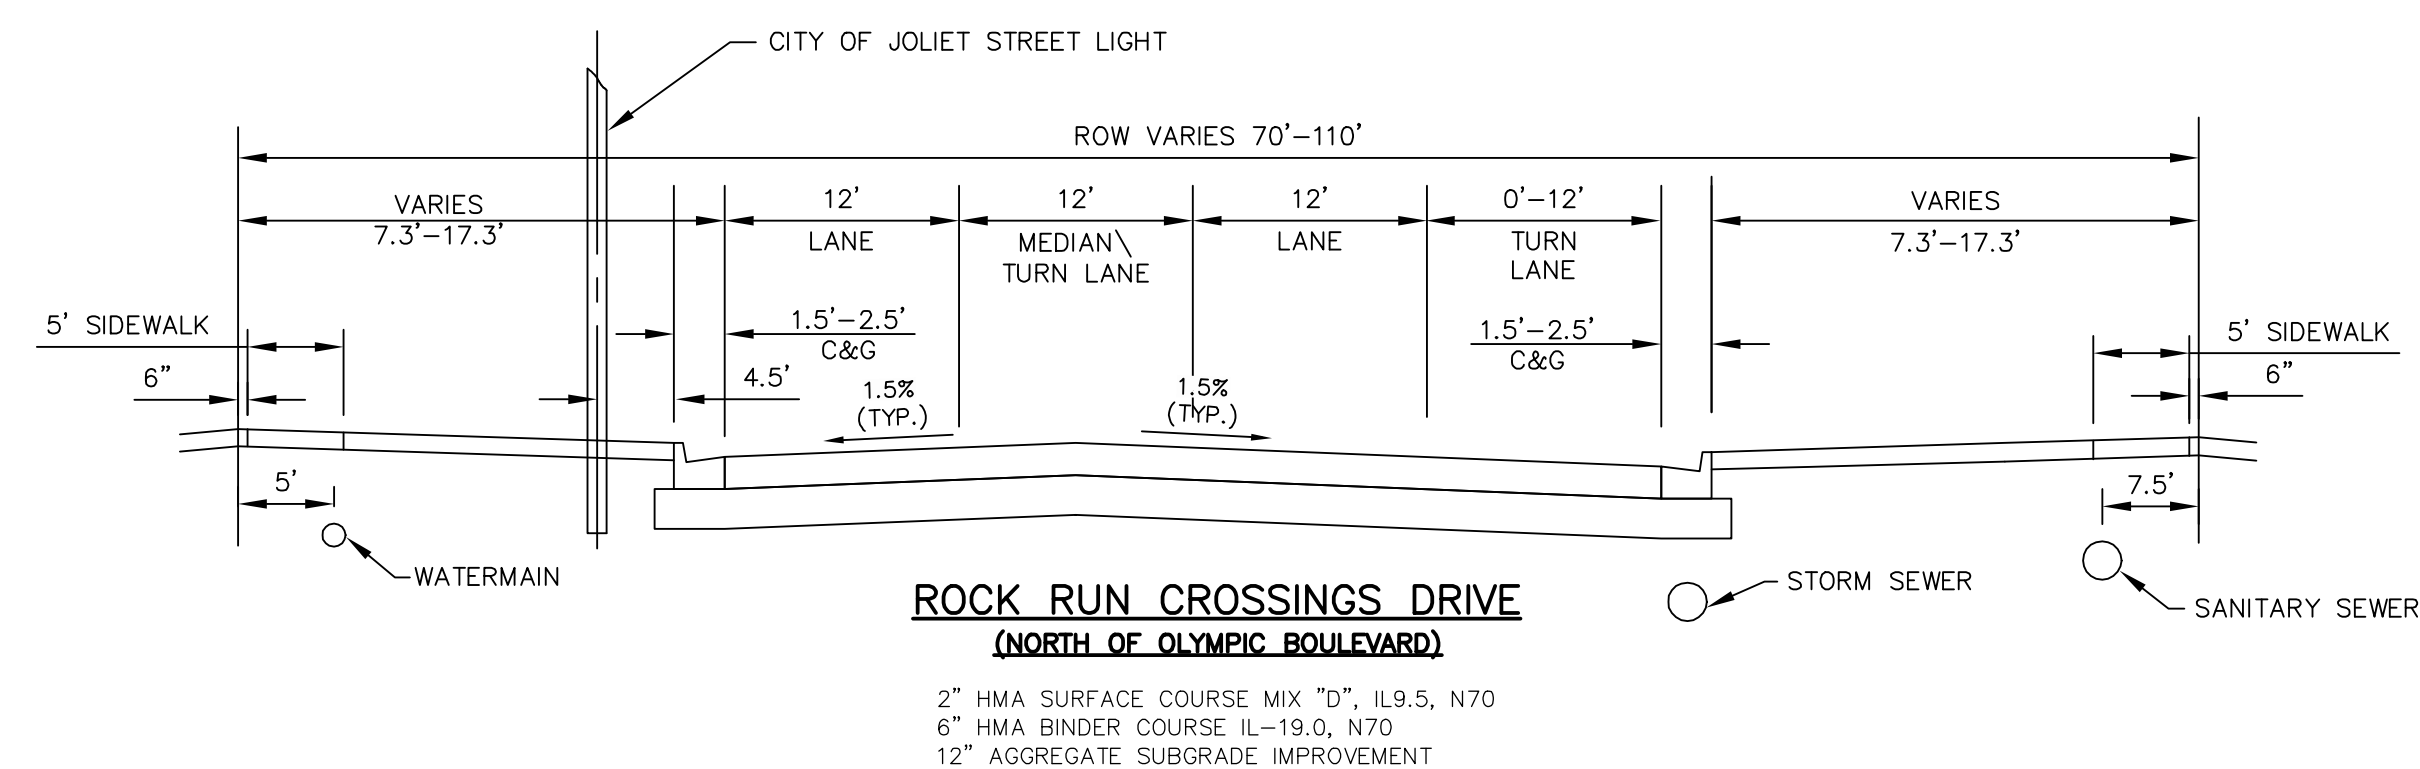 CITY OF JOLIET STREET LIGHT
ROW VARIES 70'-110'
VARIES
7.3'-17.3'
12'
LANE
12'
MEDIAN\
TURN LANE
12'
LANE
0'-12'
TURN
LANE
VARIES
7.3'-17.3'
5' SIDEWALK
1.5'-2.5'
C&G
1.5'-2.5'
C&G
5' SIDEWALK
6"
4.5'
1.5%
(TYP.)
1.5%
(TYP.)
6"
5'
7.5'
WATERMAIN
STORM SEWER
SANITARY SEWER
ROCK RUN CROSSINGS DRIVE
(NORTH OF OLYMPIC BOULEVARD)
2" HMA SURFACE COURSE MIX "D", IL9.5, N70
6" HMA BINDER COURSE IL-19.0, N70
12" AGGREGATE SUBGRADE IMPROVEMENT